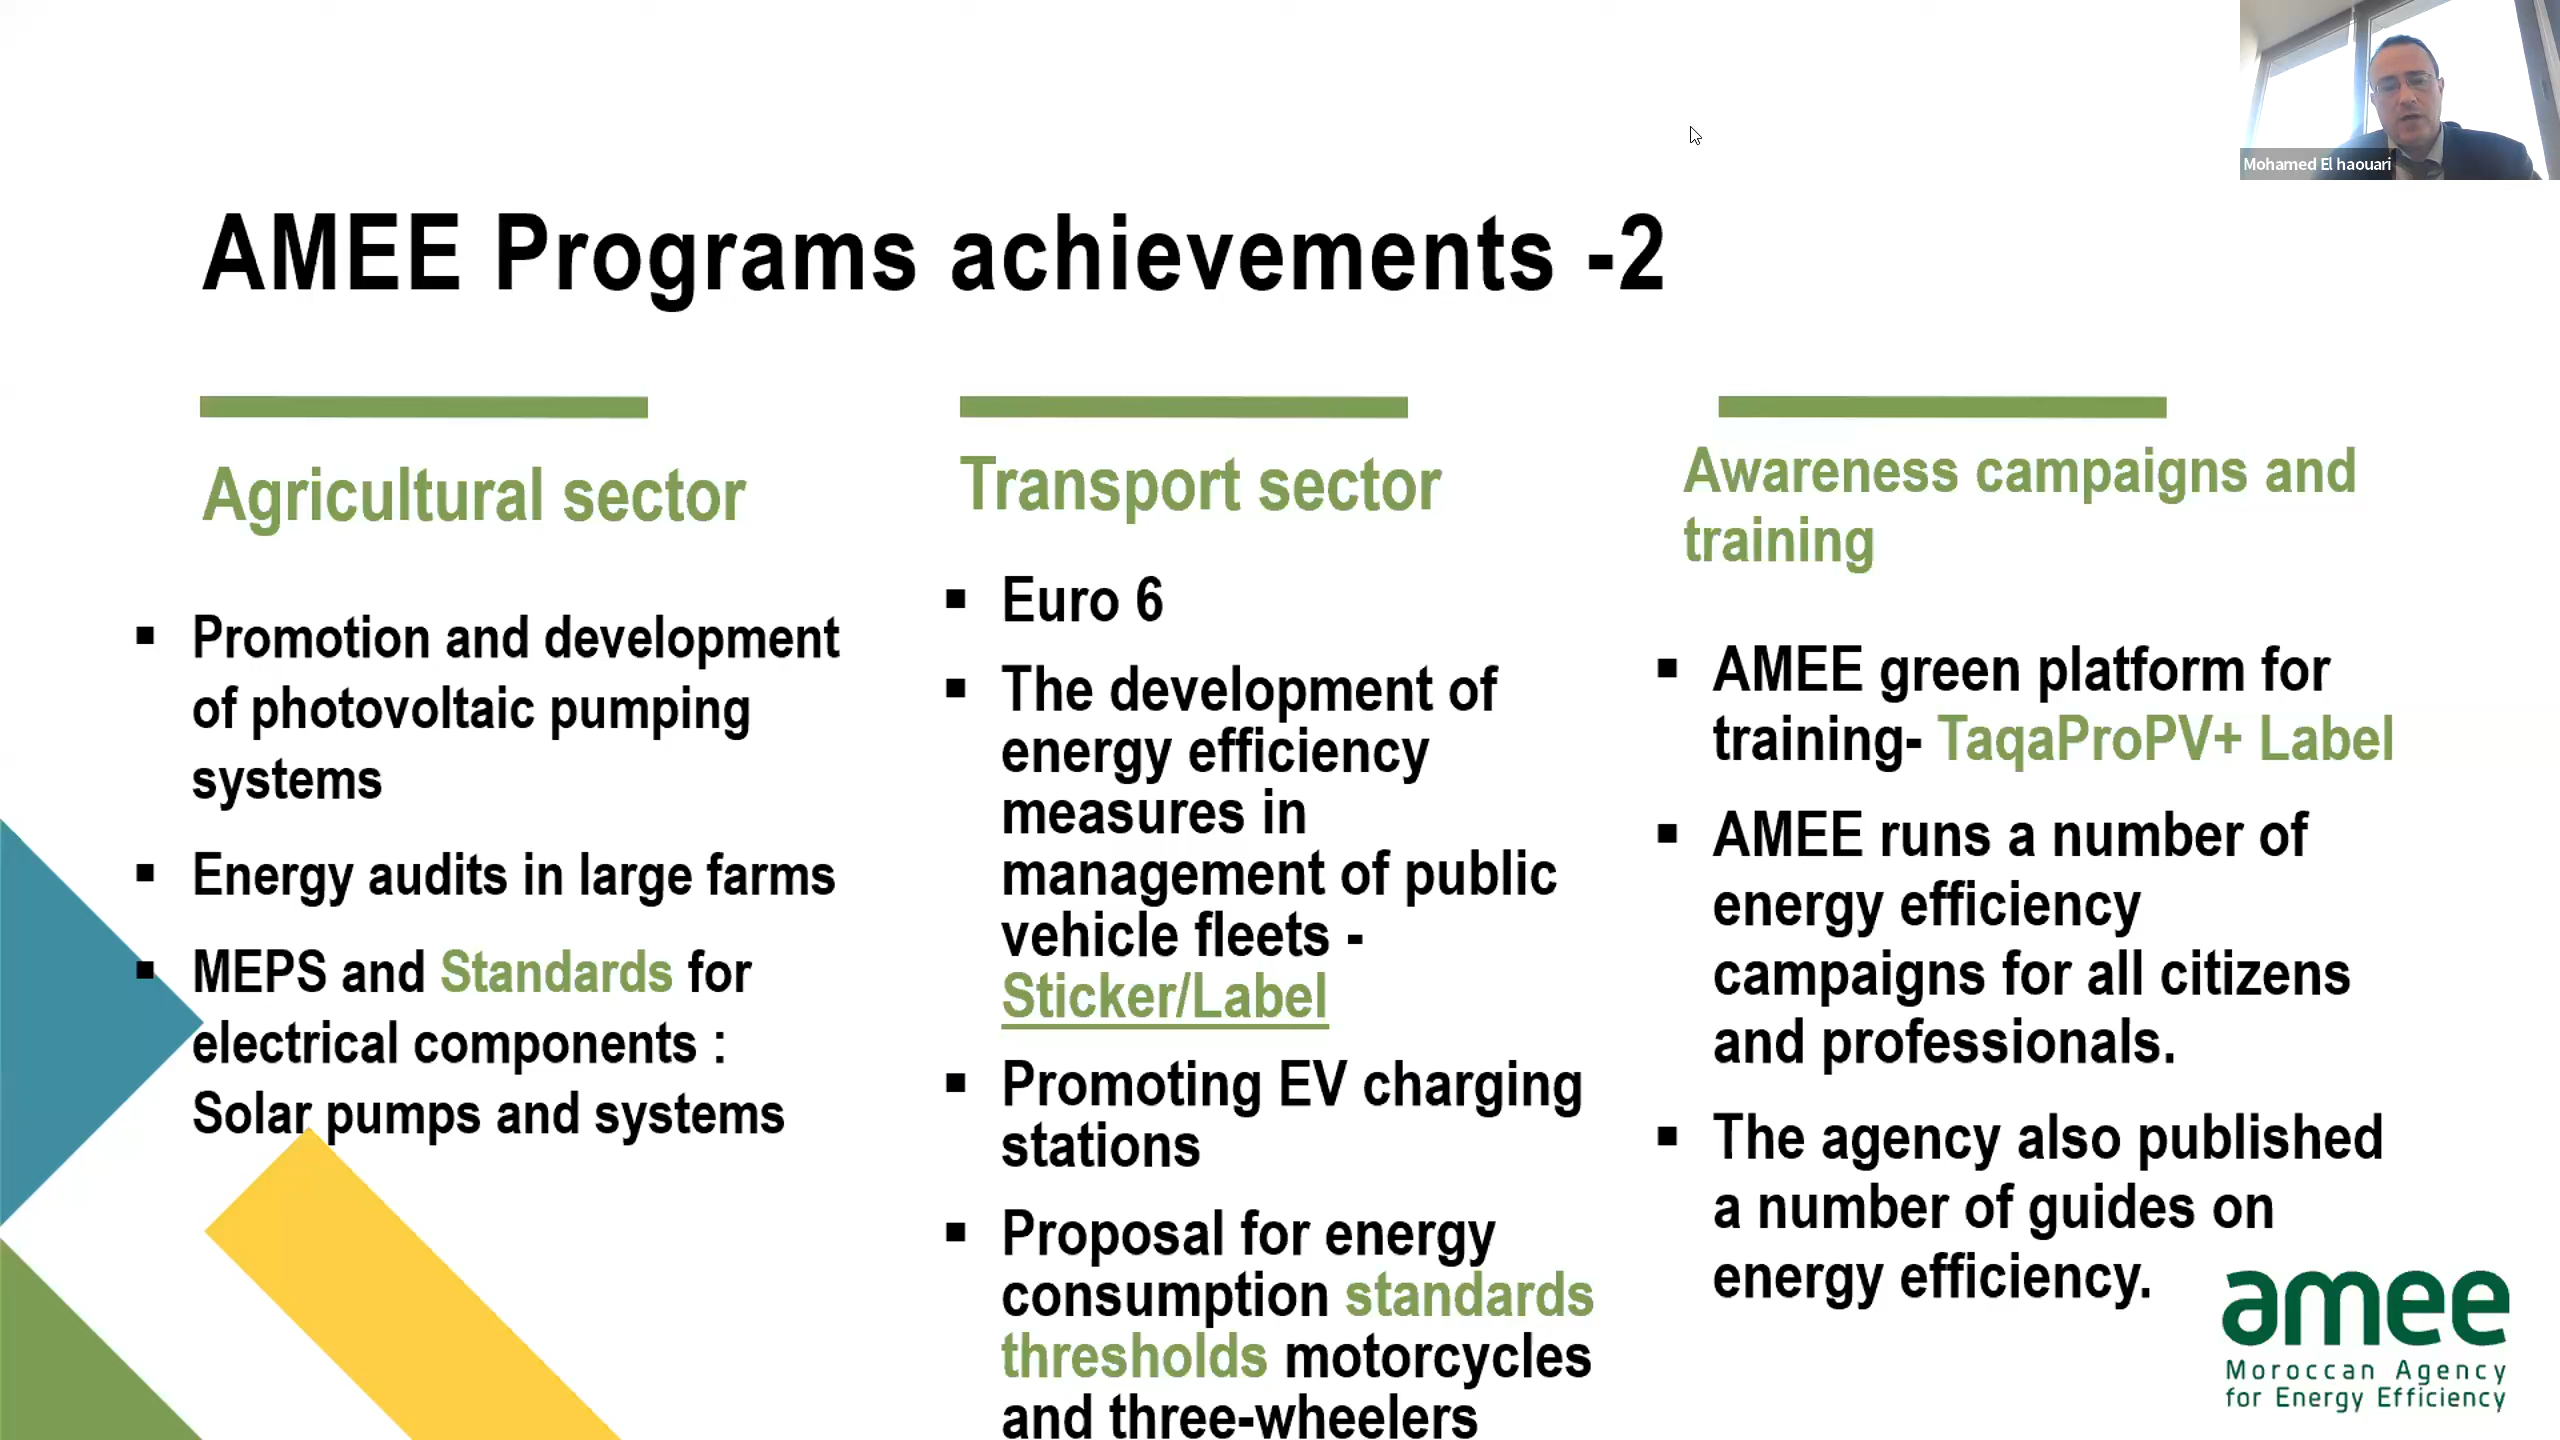 Mohamed El haouari
AMEE Programs achievements -2
Agricultural sector
▪ Promotion and development
of photovoltaic pumping
systems
▪ Energy audits in large farms
▪ MEPS and Standards for
electrical components :
Solar pumps and systems
Transport sector
▪ Euro 6
▪ The development of
energy efficiency
measures in
management of public
vehicle fleets -
Sticker/Label
▪ Promoting EV charging
stations
▪ Proposal for energy
consumption standards
thresholds motorcycles
and three-wheelers
Awareness campaigns and
training
▪ AMEE green platform for
training- TaqaProPV+ Label
▪ AMEE runs a number of
energy efficiency
campaigns for all citizens
and professionals.
▪ The agency also published
a number of guides on
energy efficiency.
amee
Moroccan Agency
for Energy Efficiency